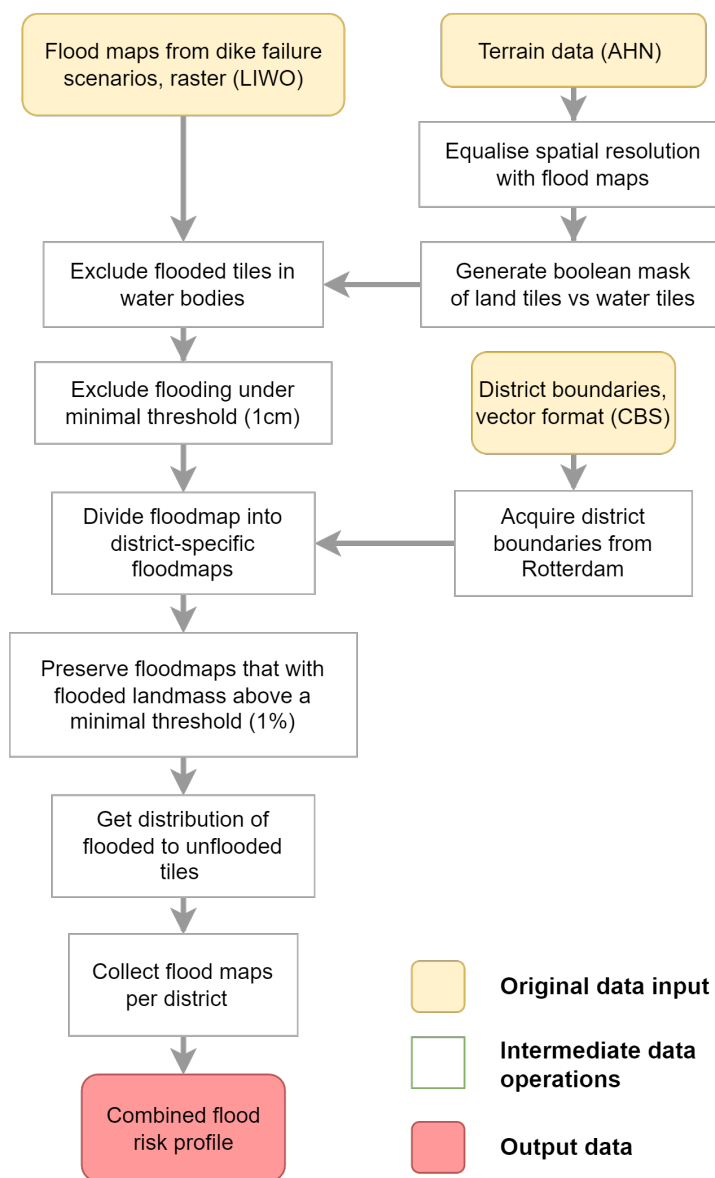 Flood maps from dike failure
scenarios, raster (LIWO)
Terrain data (AHN)
Equalise spatial resolution
with flood maps
Exclude flooded tiles in
water bodies
Generate boolean mask
of land tiles vs water tiles
Exclude flooding under
minimal threshold (1cm)
District boundaries,
vector format (CBS)
Divide floodmap into
district-specific
floodmaps
Acquire district
boundaries from
Rotterdam
Preserve floodmaps that with
flooded landmass above a
minimal threshold (1%)
Get distribution of
flooded to unflooded
tiles
Collect flood maps
per district
Combined flood
risk profile
Original data input
Intermediate data
operations
Output data